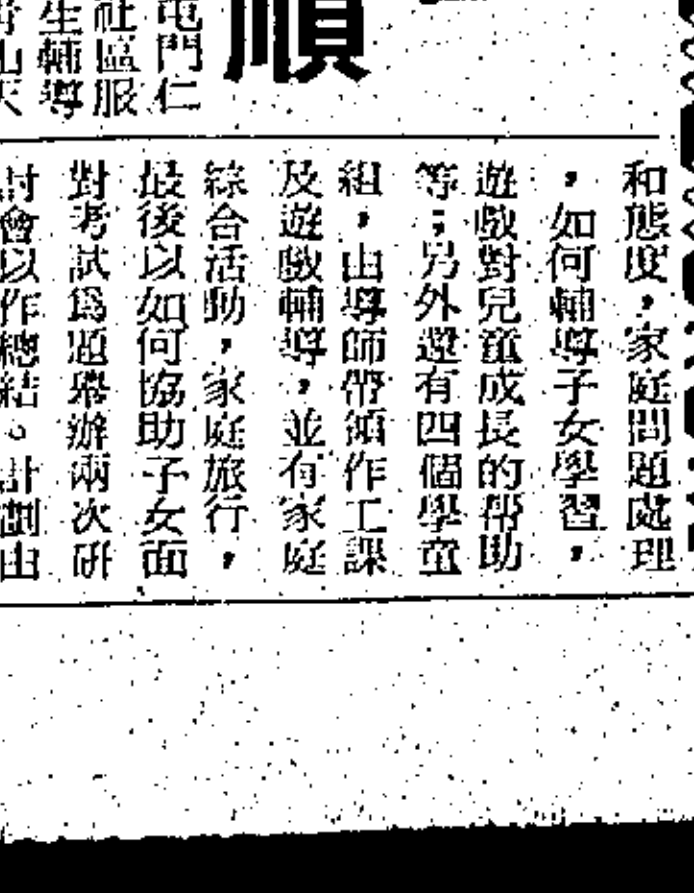 順
屯門仁
社區服
生輔導
青山天
和態度，家庭問題處理
，如何輔導子女學習，
遊戲對兒童成長的幫助
等；另外還有四個學童
組，由導師帶領作工課
及遊戲輔導，並有家庭
綜合活動，家庭旅行，
最後以如何協助子女面
對考試爲題舉辦兩次研
討會以作總結。計劃由